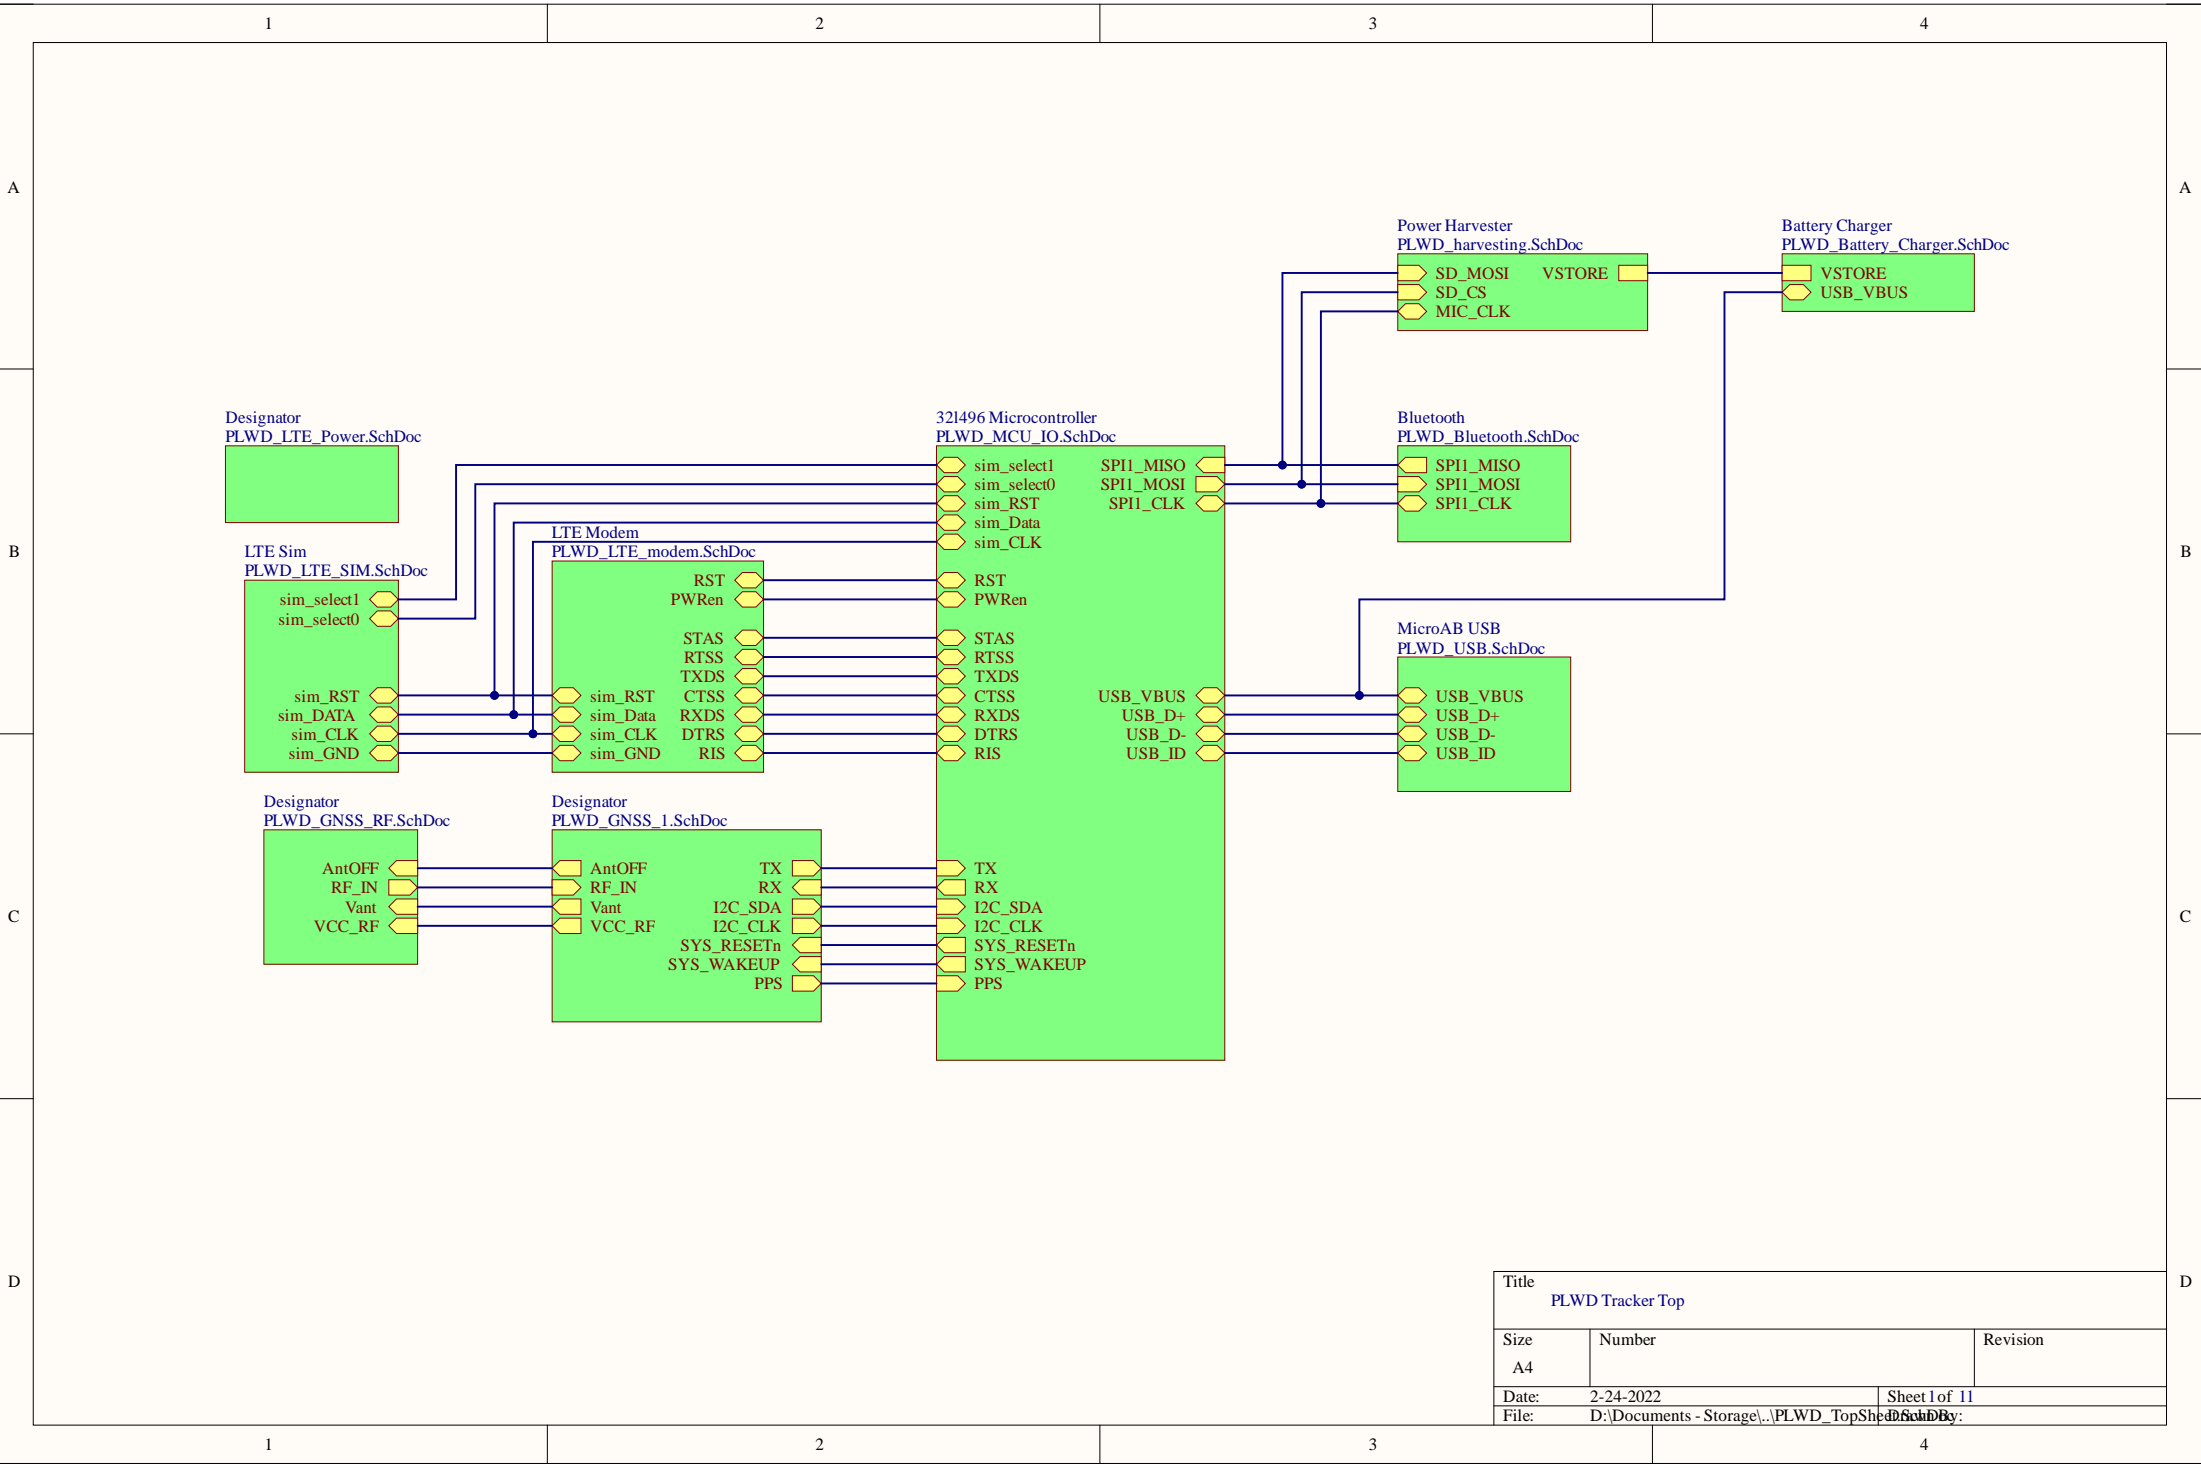 1 2 3 4
A A
Power Harvester
PLWD_harvesting.SchDoc
SD_MOSI VSTORE
SD_CS
MIC_CLK
Battery Charger
PLWD_Battery_Charger.SchDoc
VSTORE
USB_VBUS
Designator
PLWD_LTE_Power.SchDoc
321496 Microcontroller
PLWD_MCU_IO.SchDoc
sim_select1 SPI1_MISO
sim_select0 SPI1_MOSI
sim_RST SPI1_CLK
sim_Data
sim_CLK
RST
PWRen
STAS
RTSS
TXDS
CTSS USB_VBUS
RXDS USB_D+
DTRS USB_D-
RIS USB_ID
TX
RX
I2C_SDA
I2C_CLK
SYS_RESETn
SYS_WAKEUP
PPS
Bluetooth
PLWD_Bluetooth.SchDoc
SPI1_MISO
SPI1_MOSI
SPI1_CLK
B B
LTE Sim
PLWD_LTE_SIM.SchDoc
sim_select1
sim_select0
sim_RST
sim_DATA
sim_CLK
sim_GND
LTE Modem
PLWD_LTE_modem.SchDoc
RST
PWRen
STAS
RTSS
TXDS
sim_RST CTSS
sim_Data RXDS
sim_CLK DTRS
sim_GND RIS
MicroAB USB
PLWD_USB.SchDoc
USB_VBUS
USB_D+
USB_D-
USB_ID
Designator
PLWD_GNSS_RF.SchDoc
AntOFF
RF_IN
Vant
VCC_RF
Designator
PLWD_GNSS_1.SchDoc
AntOFF TX
RF_IN RX
Vant I2C_SDA
VCC_RF I2C_CLK
SYS_RESETn
SYS_WAKEUP
PPS
C C
D D
Title
PLWD Tracker Top
Size Number Revision
A4
Date: 2-24-2022 Sheet 1 of 11
File: D:\Documents - Storage\..\PLWD_TopSheet.SchDoc Drawn By:
1 2 3 4